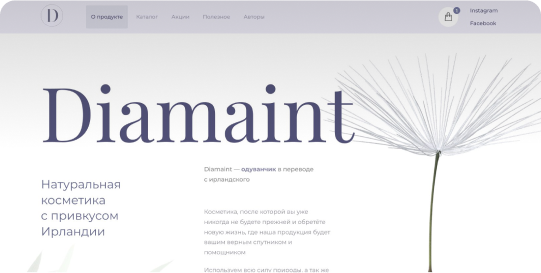 D
О продукте
Каталог
Акции
Полезное
Авторы
Instagram
Facebook
Diamaint
Diamaint — одуванчик в переводе
с ирландского
Натуральная
косметика
с привкусом
Ирландии
Косметика, после которой вы уже
никогда не будете прежней и обретёте
новую жизнь, где наша продукция будет
вашим верным спутником и
помощником
Используем всю силу природы, а так же